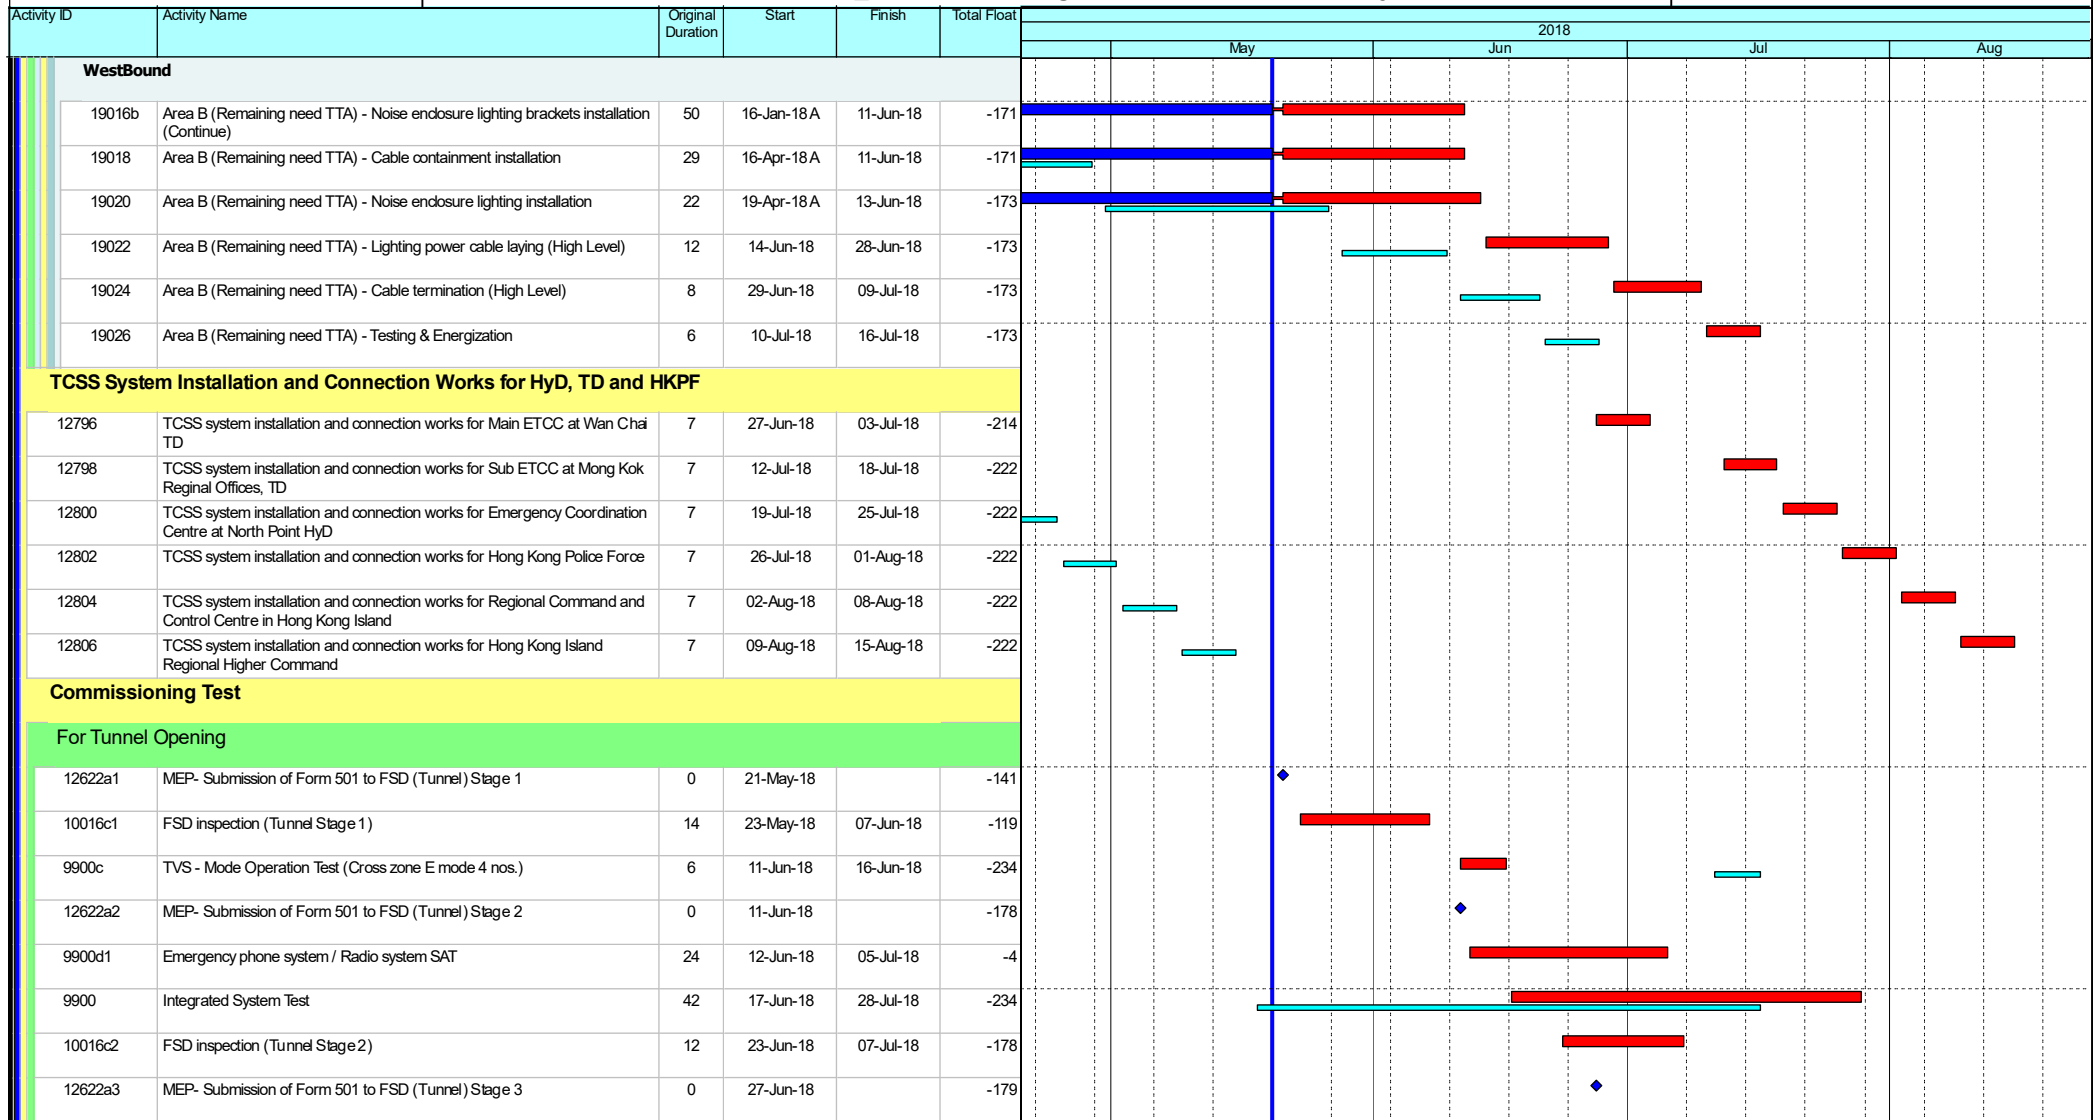 Activity ID Activity Name Original Start Finish Total Float
Duration
2018
May Jun Jul Aug
WestBound
19016b Area B (Remaining need TTA) - Noise enclosure lighting brackets installation 50 16-Jan-18 A 11-Jun-18 -171
(Continue)
19018 Area B (Remaining need TTA) - Cable containment installation 29 16-Apr-18 A 11-Jun-18 -171
19020 Area B (Remaining need TTA) - Noise enclosure lighting installation 22 19-Apr-18 A 13-Jun-18 -173
19022 Area B (Remaining need TTA) - Lighting power cable laying (High Level) 12 14-Jun-18 28-Jun-18 -173
19024 Area B (Remaining need TTA) - Cable termination (High Level) 8 29-Jun-18 09-Jul-18 -173
19026 Area B (Remaining need TTA) - Testing & Energization 6 10-Jul-18 16-Jul-18 -173
TCSS System Installation and Connection Works for HyD, TD and HKPF
12796 TCSS system installation and connection works for Main ETCC at Wan Chai 7 27-Jun-18 03-Jul-18 -214
TD
12798 TCSS system installation and connection works for Sub ETCC at Mong Kok 7 12-Jul-18 18-Jul-18 -222
Reginal Offices, TD
12800 TCSS system installation and connection works for Emergency Coordination 7 19-Jul-18 25-Jul-18 -222
Centre at North Point HyD
12802 TCSS system installation and connection works for Hong Kong Police Force 7 26-Jul-18 01-Aug-18 -222
12804 TCSS system installation and connection works for Regional Command and 7 02-Aug-18 08-Aug-18 -222
Control Centre in Hong Kong Island
12806 TCSS system installation and connection works for Hong Kong Island 7 09-Aug-18 15-Aug-18 -222
Regional Higher Command
Commissioning Test
For Tunnel Opening
12622a1 MEP- Submission of Form 501 to FSD (Tunnel) Stage 1 0 21-May-18 -141
10016c1 FSD inspection (Tunnel Stage 1) 14 23-May-18 07-Jun-18 -119
9900c TVS - Mode Operation Test (Cross zone E mode 4 nos.) 6 11-Jun-18 16-Jun-18 -234
12622a2 MEP- Submission of Form 501 to FSD (Tunnel) Stage 2 0 11-Jun-18 -178
9900d1 Emergency phone system / Radio system SAT 24 12-Jun-18 05-Jul-18 -4
9900 Integrated System Test 42 17-Jun-18 28-Jul-18 -234
10016c2 FSD inspection (Tunnel Stage 2) 12 23-Jun-18 07-Jul-18 -178
12622a3 MEP- Submission of Form 501 to FSD (Tunnel) Stage 3 0 27-Jun-18 -179